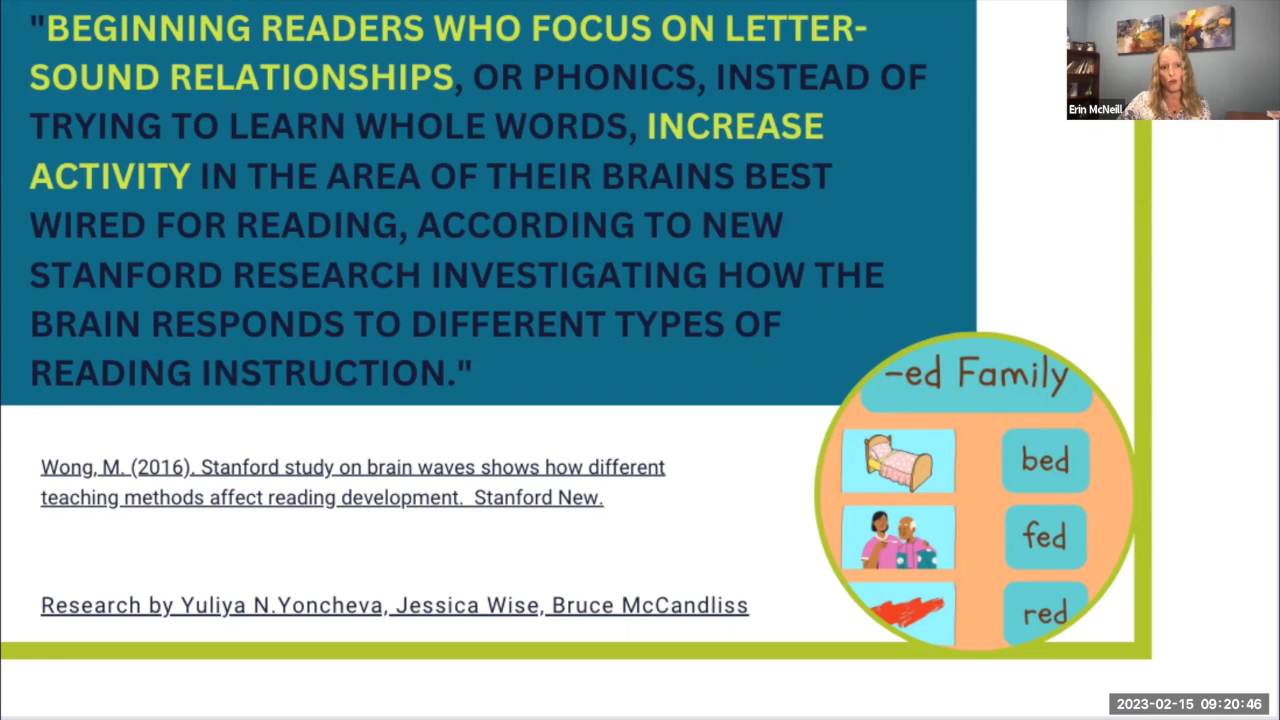 "BEGINNING READERS WHO FOCUS ON LETTER-
SOUND RELATIONSHIPS, OR PHONICS, INSTEAD OF
TRYING TO LEARN WHOLE WORDS, INCREASE
ACTIVITY IN THE AREA OF THEIR BRAINS BEST
WIRED FOR READING, ACCORDING TO NEW
STANFORD RESEARCH INVESTIGATING HOW THE
BRAIN RESPONDS TO DIFFERENT TYPES OF
READING INSTRUCTION."
Erin McNeill
-ed Family
bed
fed
red
Wong, M. (2016). Stanford study on brain waves shows how different
teaching methods affect reading development.  Stanford New.
Research by Yuliya N.Yoncheva, Jessica Wise, Bruce McCandliss
2023-02-15 09:20:46